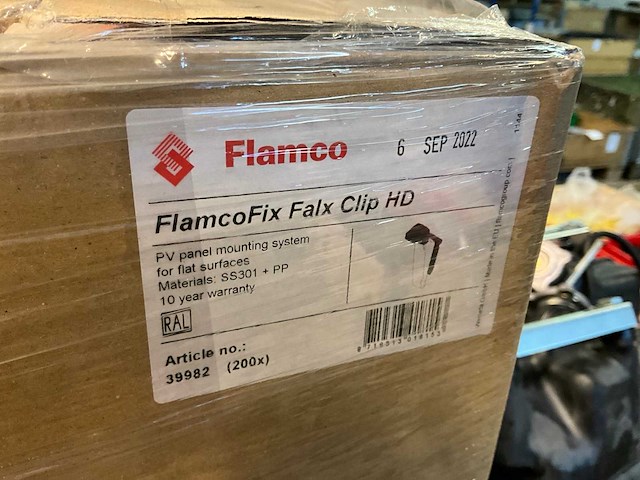 Flamco
6 SEP 2022
FlamcoFix Falx Clip HD
PV panel mounting system
for flat surfaces
Materials: SS301 + PP
10 year warranty
RAL
Article no.:
39982 (200x)